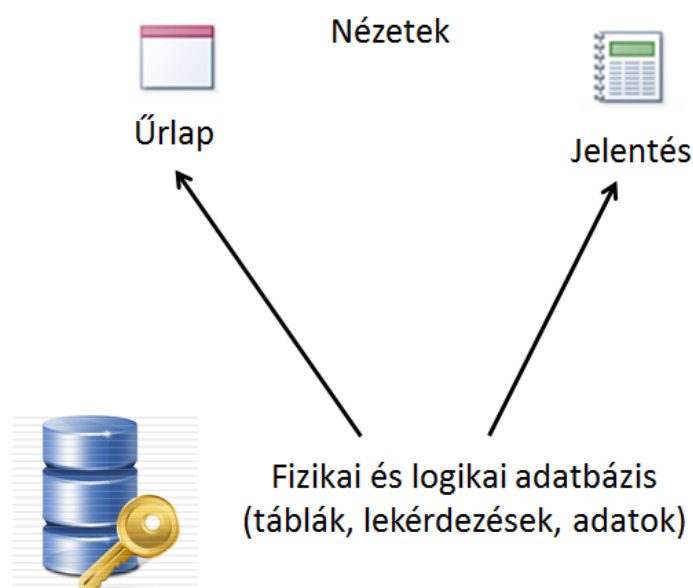 Nézetek
Űrlap
Jelentés
Fizikai és logikai adatbázis
(táblák, lekérdezések, adatok)